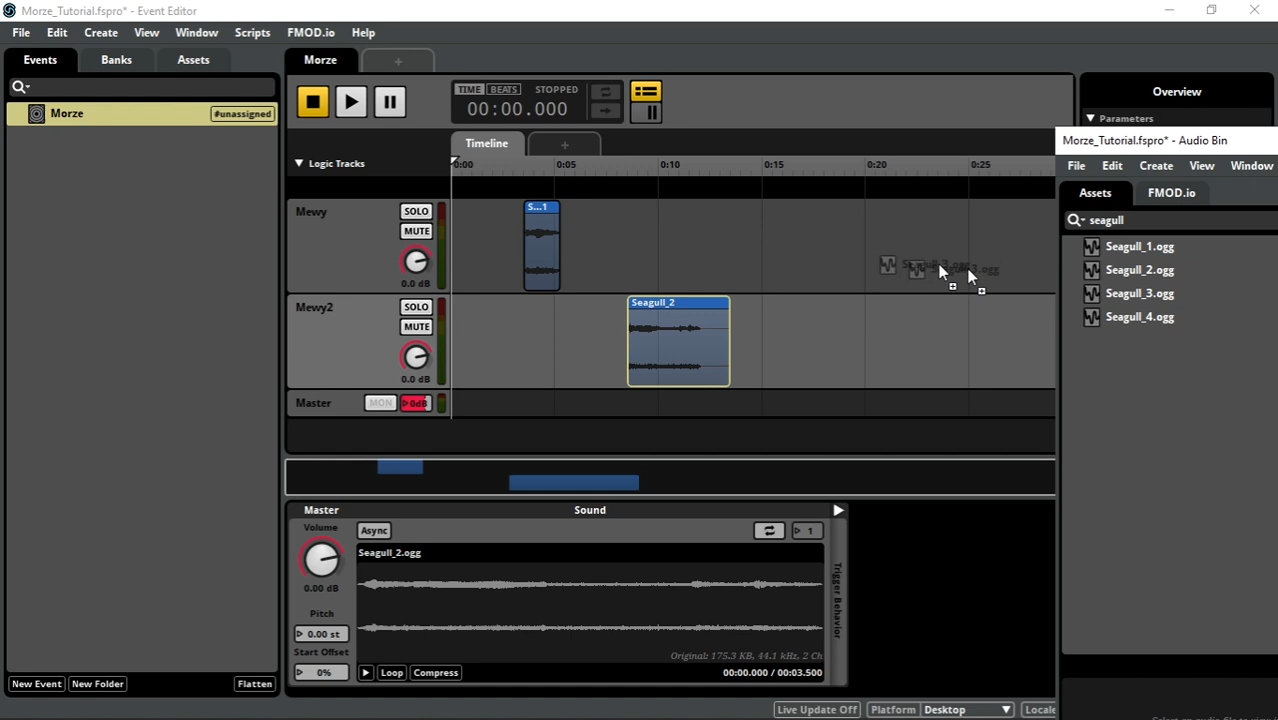 Morze_Tutorial.fspro* - Event Editor
File Edit Create View Window Scripts FMOD.io Help
Events Banks Assets
Morze #unassigned
New Event New Folder Flatten
Morze +
TIME BEATS STOPPED
00:00.000
Timeline +
Logic Tracks 0:00 0:05 0:10 0:15 0:20 0:25
Mewy SOLO
MUTE
0.0 dB
S...1
Mewy2 SOLO
MUTE
0.0 dB
Seagull_2
Master MON 0dB
Master Sound
Volume Async 1
0.00 dB
Pitch
0.00 st
Start Offset
0%
Seagull_2.ogg
Original: 175.3 KB, 44.1 kHz, 2 Ch
Loop Compress 00:00.000 / 00:03.500
Trigger Behavior
Live Update Off Platform Desktop Locale
Overview
Parameters
Morze_Tutorial.fspro* - Audio Bin
File Edit Create View Window
Assets FMOD.io
seagull
Seagull_1.ogg
Seagull_2.ogg
Seagull_3.ogg
Seagull_4.ogg